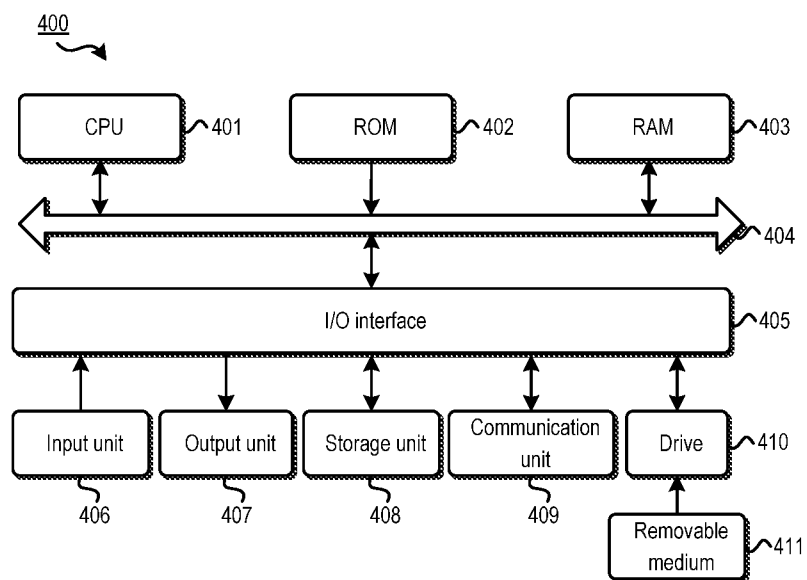 400
CPU
401
ROM
402
RAM
403
404
I/O interface
405
Input unit
Output unit
Storage unit
Communication
unit
Drive
410
406
407
408
409
Removable
medium
411